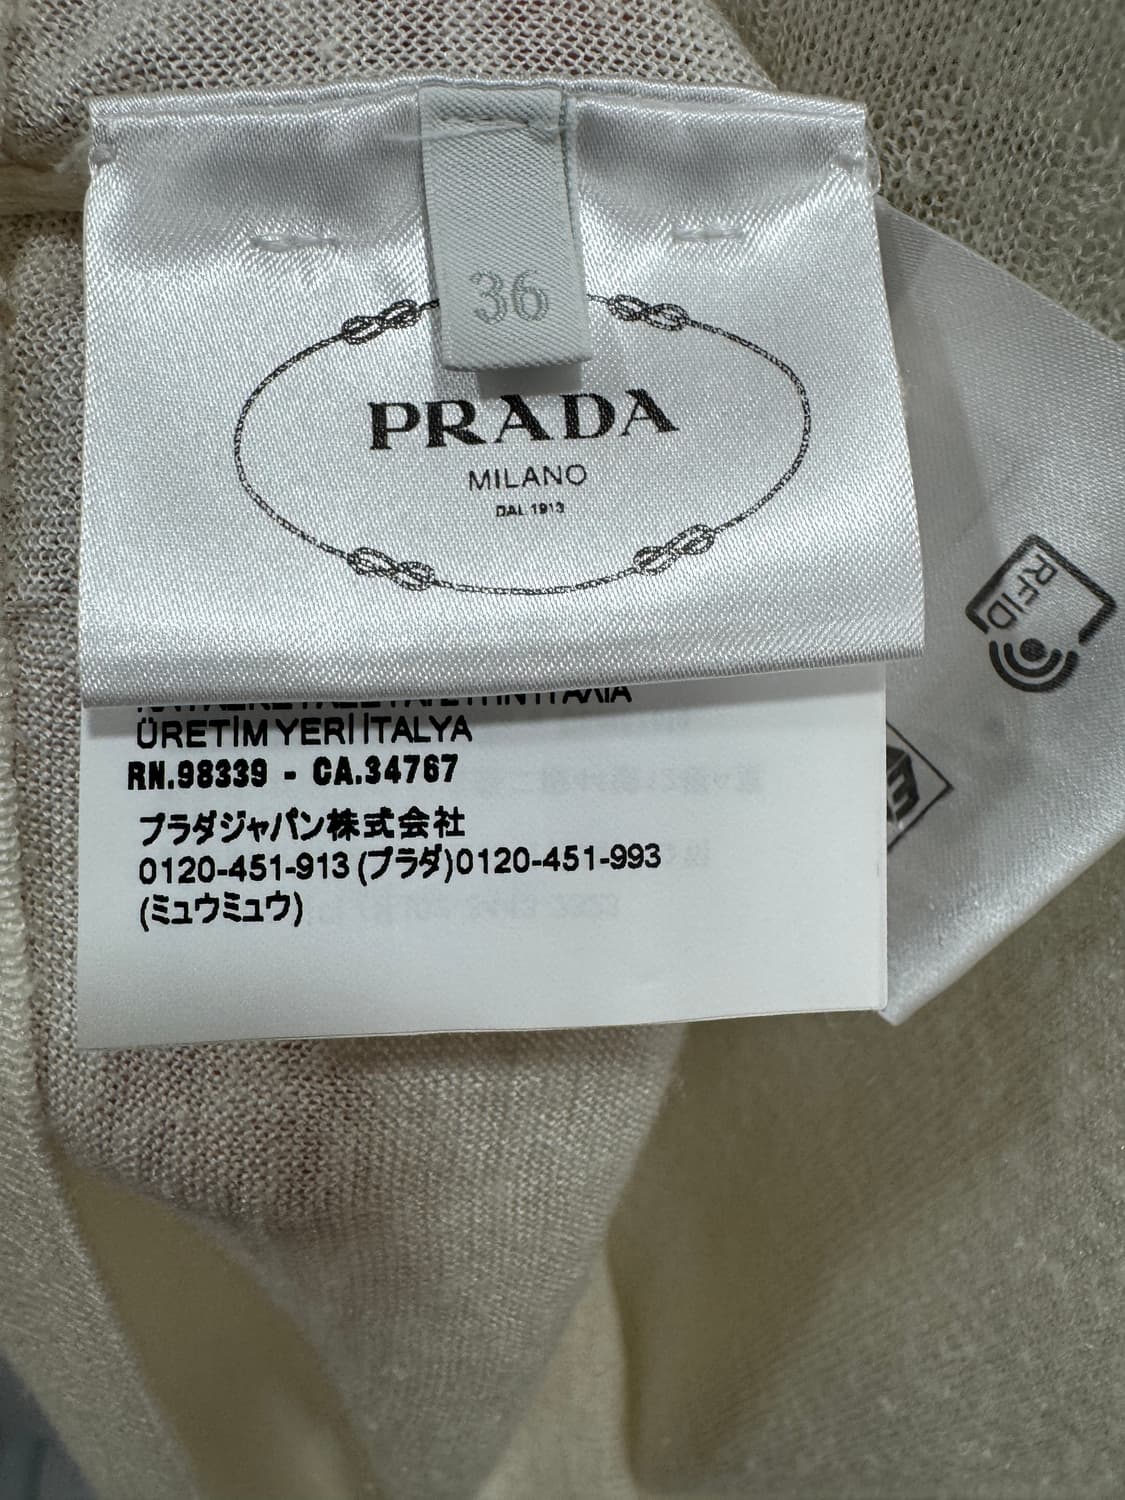 36
PRADA
MILANO
DAL 1913
RFID
ÜRETİM YERİ İTALYA
RN.98339 - CA.34767
プラダジャパン株式会社
0120-451-913 (プラダ)0120-451-993
(ミュウミュウ)